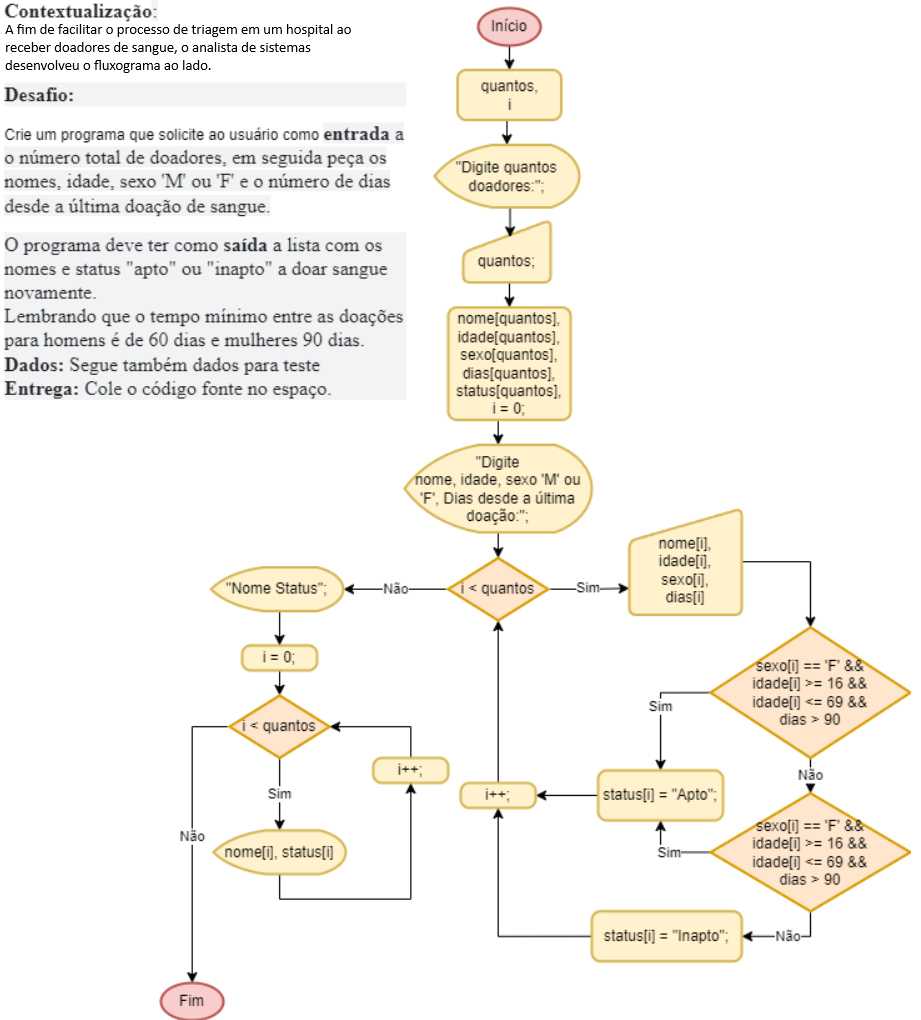 Contextualização:
A fim de facilitar o processo de triagem em um hospital ao
receber doadores de sangue, o analista de sistemas
desenvolveu o fluxograma ao lado.
Desafio:
Crie um programa que solicite ao usuário como entrada a
o número total de doadores, em seguida peça os
nomes, idade, sexo 'M' ou 'F' e o número de dias
desde a última doação de sangue.
O programa deve ter como saída a lista com os
nomes e status "apto" ou "inapto" a doar sangue
novamente.
Lembrando que o tempo mínimo entre as doações
para homens é de 60 dias e mulheres 90 dias.
Dados: Segue também dados para teste
Entrega: Cole o código fonte no espaço.
Início
quantos,
i
"Digite quantos
doadores:";
quantos;
nome[quantos],
idade[quantos],
sexo[quantos],
dias[quantos],
status[quantos],
i = 0;
"Digite
nome, idade, sexo 'M' ou
'F', Dias desde a última
doação:";
i < quantos
Sim
nome[i],
idade[i],
sexo[i],
dias[i]
sexo[i] == 'F' &&
idade[i] >= 16 &&
idade[i] <= 69 &&
dias > 90
Sim
Não
status[i] = "Apto";
i++;
sexo[i] == 'F' &&
idade[i] >= 16 &&
idade[i] <= 69 &&
dias > 90
Sim
Não
status[i] = "Inapto";
Não
"Nome Status";
i = 0;
i < quantos
i++;
Sim
nome[i], status[i]
Não
Fim